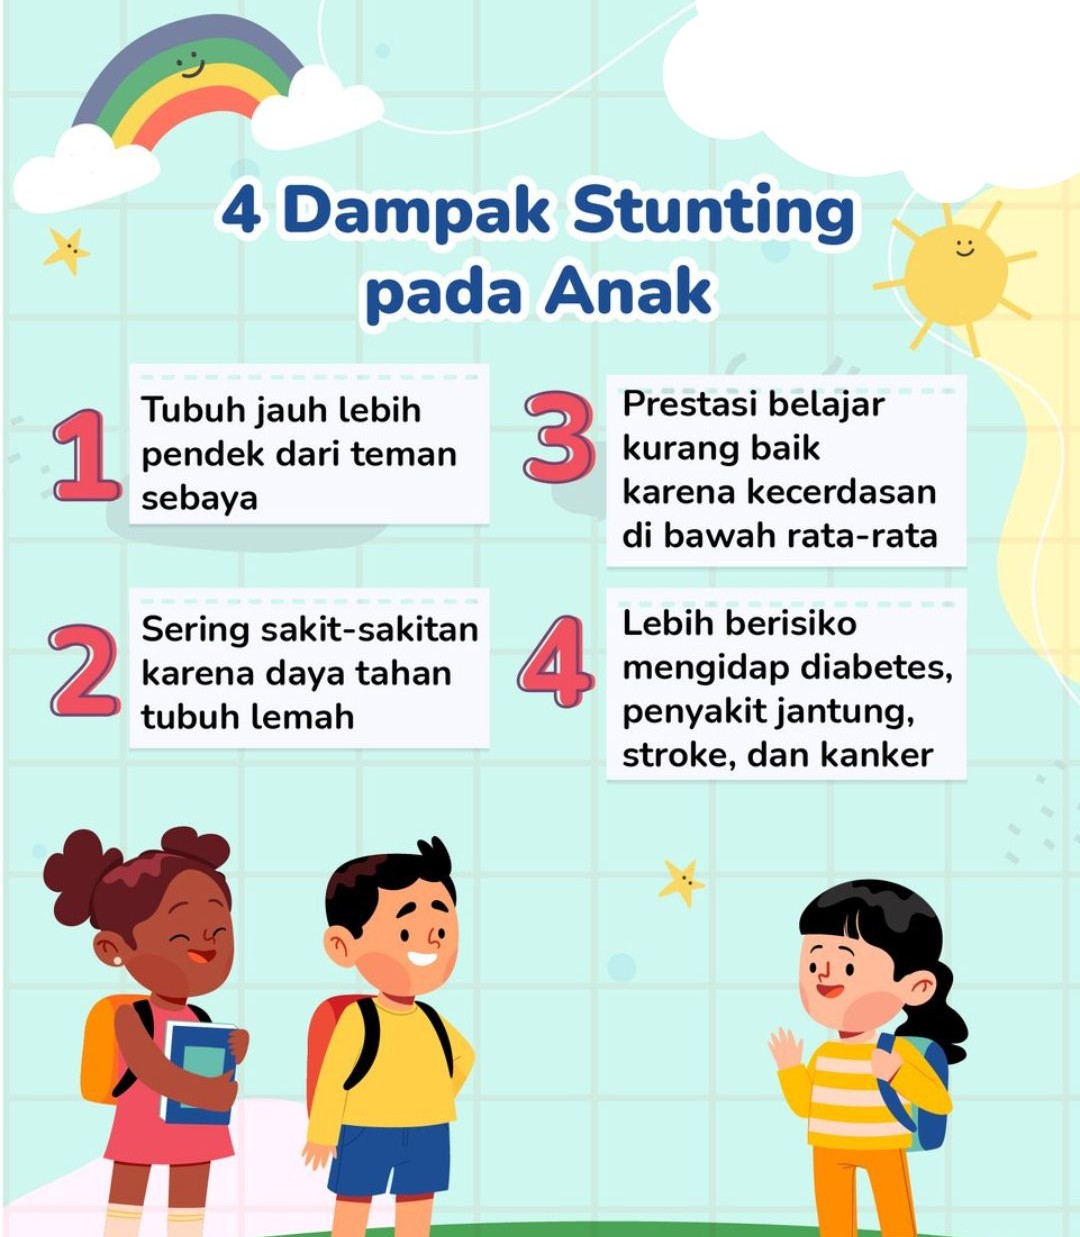 4 Dampak Stunting
pada Anak
1
Tubuh jauh lebih
pendek dari teman
sebaya
2
Sering sakit-sakitan
karena daya tahan
tubuh lemah
3
Prestasi belajar
kurang baik
karena kecerdasan
di bawah rata-rata
4
Lebih berisiko
mengidap diabetes,
penyakit jantung,
stroke, dan kanker